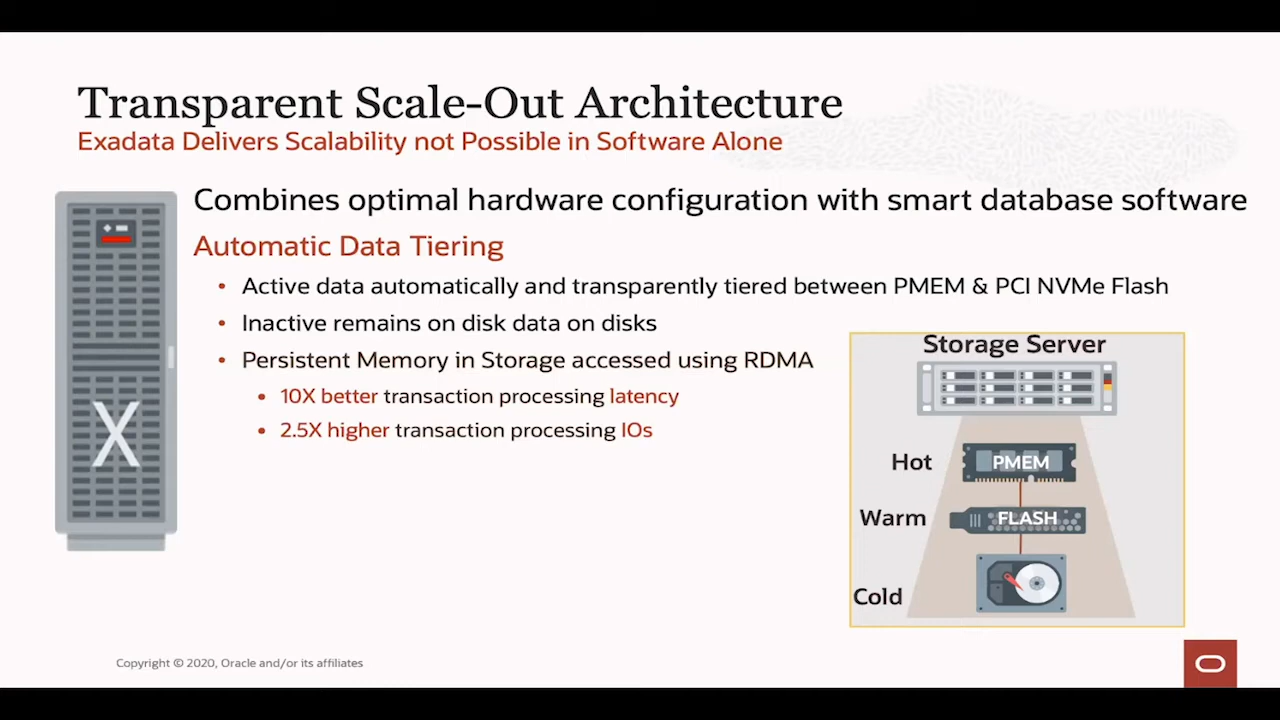 Transparent Scale-Out Architecture
Exadata Delivers Scalability not Possible in Software Alone
Combines optimal hardware configuration with smart database software
Automatic Data Tiering
• Active data automatically and transparently tiered between PMEM & PCI NVMe Flash
• Inactive remains on disk data on disks
• Persistent Memory in Storage accessed using RDMA
• 10X better transaction processing latency
• 2.5X higher transaction processing IOs
X
Storage Server
Hot
PMEM
Warm
FLASH
Cold
Copyright © 2020, Oracle and/or its affiliates